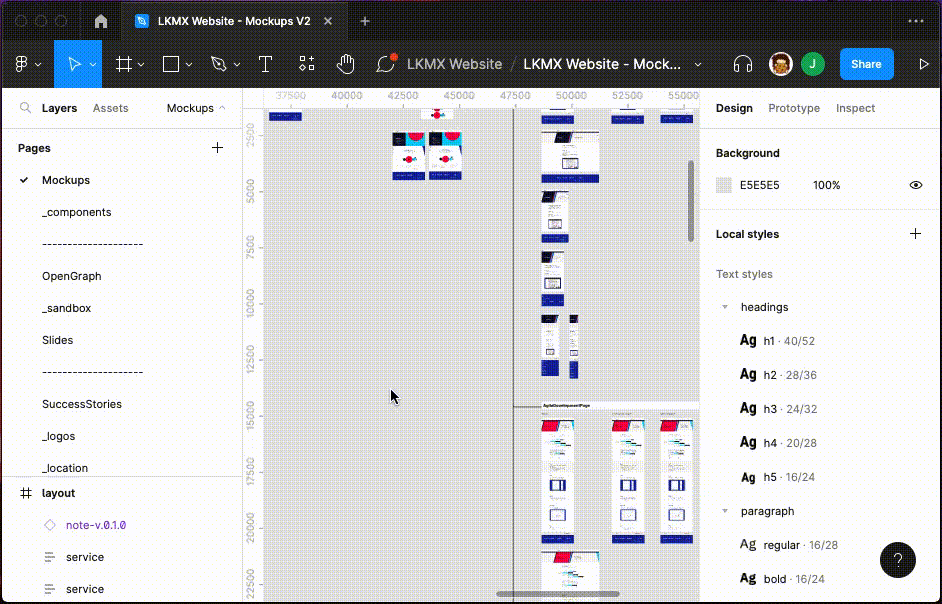 LKMX Website - Mockups V2
LKMX Website / LKMX Website - Mock...
J
Share
Layers
Assets
Mockups
37500
40000
42500
45000
47500
50000
52500
55000
Design
Prototype
Inspect
Pages
Mockups
_components
--------------------
OpenGraph
_sandbox
Slides
--------------------
SuccessStories
_logos
_location
layout
note-v.0.1.0
service
service
2500
5000
7500
10000
12500
15000
17500
20000
22500
AgileDevelopmentPage
Background
E5E5E5
100%
Local styles
Text styles
headings
Ag h1 · 40/52
Ag h2 · 28/36
Ag h3 · 24/32
Ag h4 · 20/28
Ag h5 · 16/24
paragraph
Ag regular · 16/28
Ag bold · 16/24
?